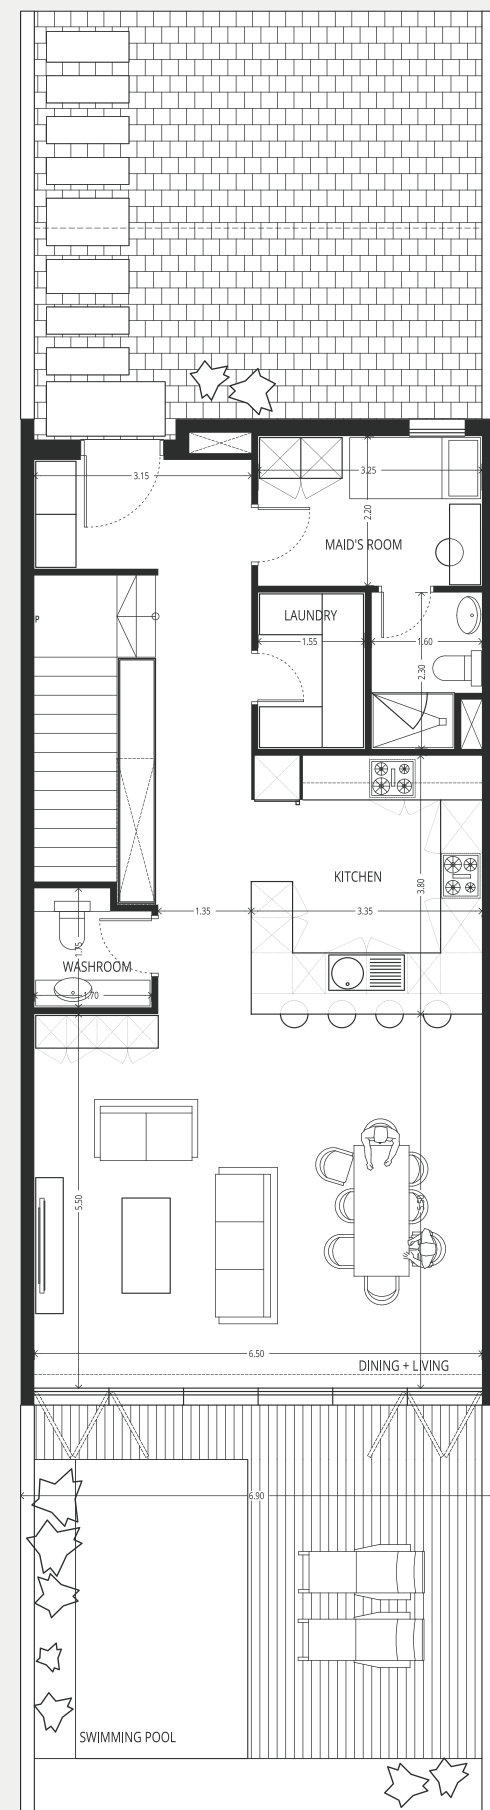 3.15
3.25
2.20
MAID'S ROOM
LAUNDRY
1.55
1.60
2.30
P
KITCHEN
3.80
1.35
3.35
1.75
WASHROOM
1.70
5.50
5.50
6.50
DINING + LIVING
6.90
SWIMMING POOL